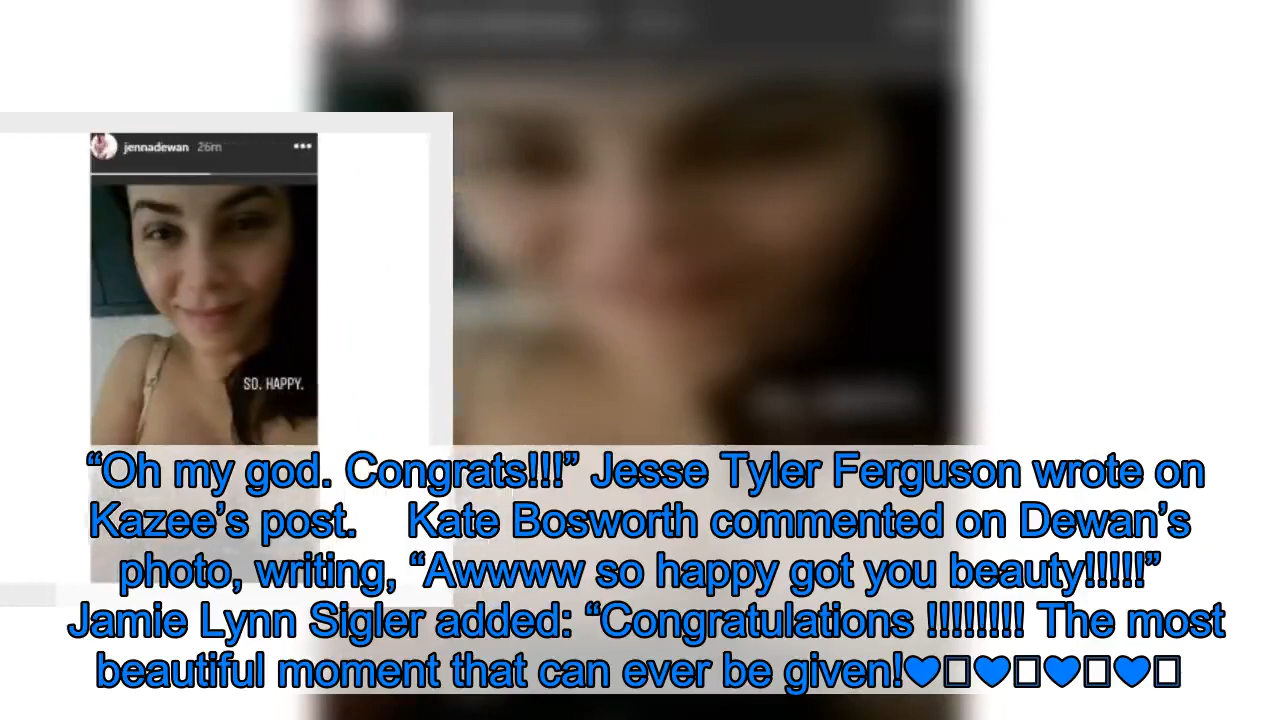 jennadewan 26m •••
SO. HAPPY.
“Oh my god. Congrats!!!” Jesse Tyler Ferguson wrote on
Kazee’s post. Kate Bosworth commented on Dewan’s
photo, writing, “Awwww so happy got you beauty!!!!!”
Jamie Lynn Sigler added: “Congratulations !!!!!!!! The most
beautiful moment that can ever be given!♥□♥□♥□♥□